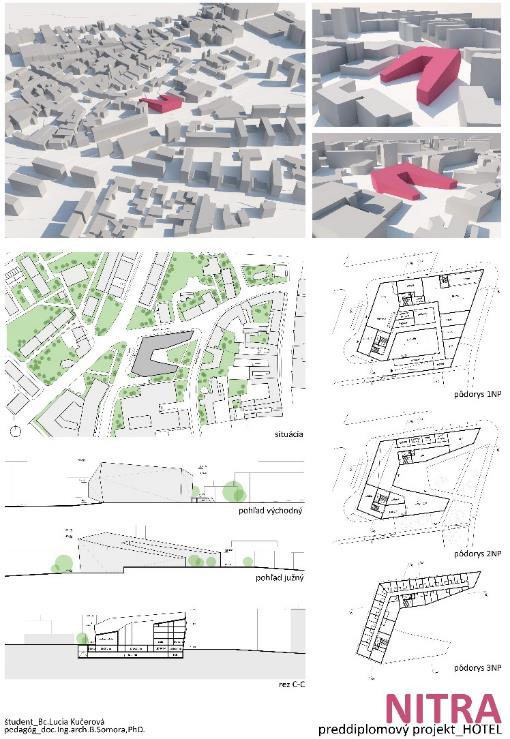 situácia
pôdorys 1NP
pohľad východný
pohľad južný
pôdorys 2NP
rez C-C
pôdorys 3NP
študent_Bc.Lucia Kučerová
pedagóg_doc.Ing.arch.B.Somora,PhD.
NITRA
preddiplomový projekt_HOTEL